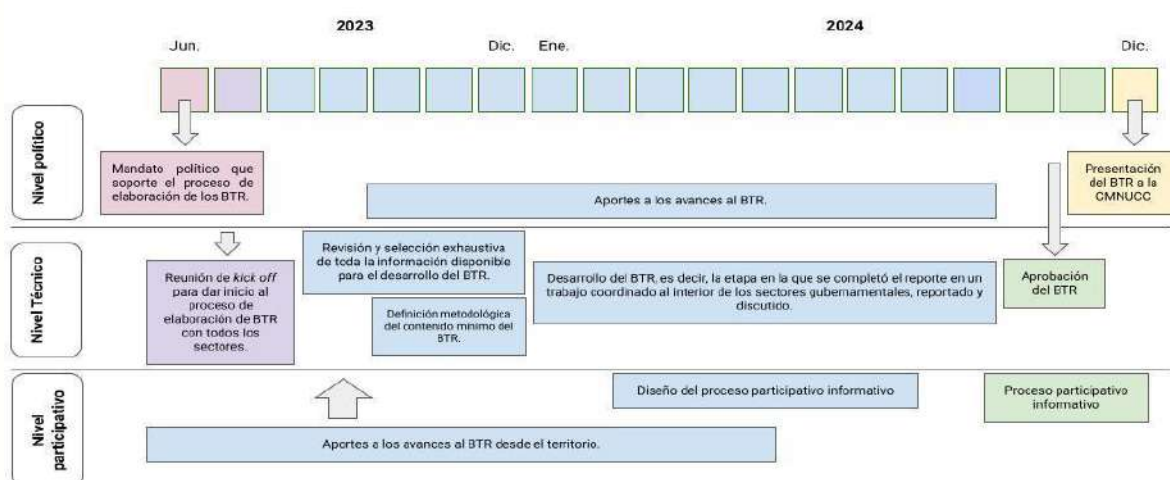 2023
2024
Jun.
Dic.
Ene.
Dic.
Nivel político
Mandato político que
soporte el proceso de
elaboración de los BTR.
Aportes a los avances al BTR.
Presentación
del BTR a la
CMNUCC
Nivel Técnico
Reunión de kick off
para dar inicio al
proceso de
elaboración de BTR
con todos los
sectores.
Revisión y selección exhaustiva
de toda la información disponible
para el desarrollo del BTR.
Definición metodológica
del contenido mínimo del
BTR.
Desarrollo del BTR, es decir, la etapa en la que se completó el reporte en un
trabajo coordinado al interior de los sectores gubernamentales, reportado y
discutido.
Aprobación
del BTR
Nivel
participativo
Diseño del proceso participativo informativo
Proceso participativo
informativo
Aportes a los avances al BTR desde el territorio.